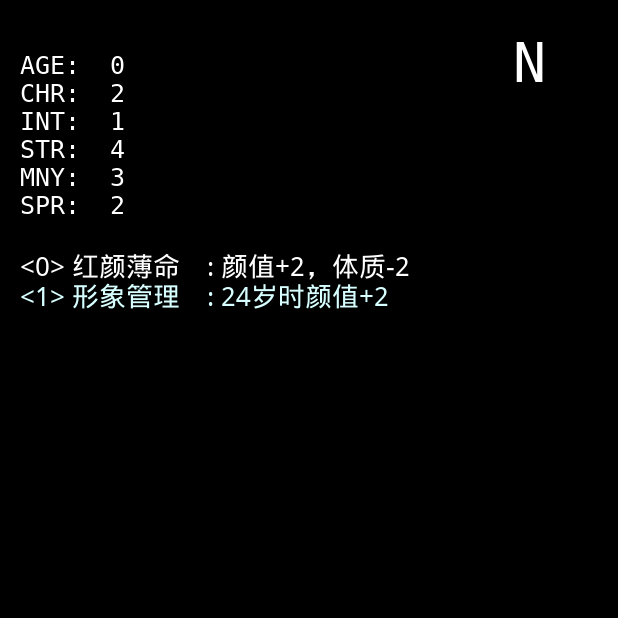 N
AGE: 0
CHR: 2
INT: 1
STR: 4
MNY: 3
SPR: 2
<0> 红颜薄命 : 颜值+2，体质-2
<1> 形象管理 : 24岁时颜值+2